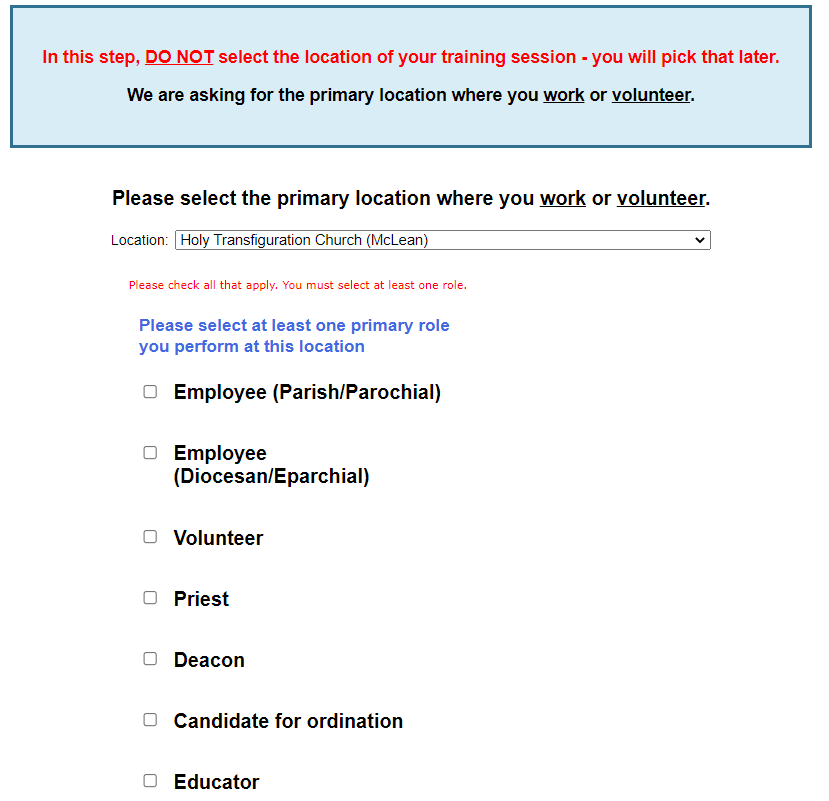 In this step, DO NOT select the location of your training session - you will pick that later.
We are asking for the primary location where you work or volunteer.
Please select the primary location where you work or volunteer.
Location: Holy Transfiguration Church (McLean)
Please check all that apply. You must select at least one role.
Please select at least one primary role
you perform at this location
Employee (Parish/Parochial)
Employee
(Diocesan/Eparchial)
Volunteer
Priest
Deacon
Candidate for ordination
Educator